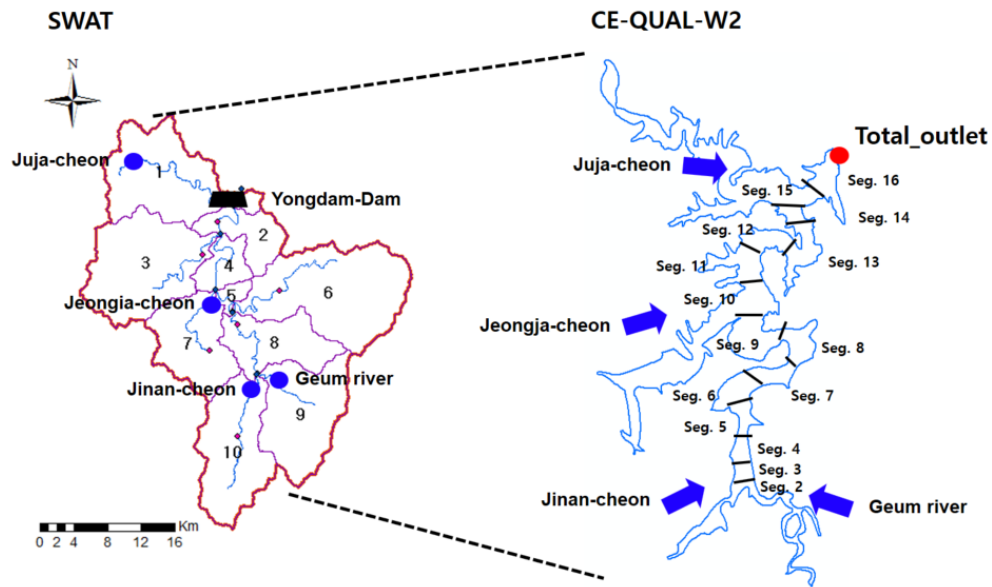 SWAT
CE-QUAL-W2
N
Juja-cheon
1
Yongdam-Dam
2
3
4
Jeongia-cheon
5
6
7
8
Jinan-cheon
Geum river
9
10
Km
0 2 4 8 12 16
Total_outlet
Juja-cheon
Seg. 16
Seg. 15
Seg. 14
Seg. 12
Seg. 13
Seg. 11
Seg. 10
Jeongja-cheon
Seg. 9
Seg. 8
Seg. 6
Seg. 7
Seg. 5
Seg. 4
Seg. 3
Seg. 2
Jinan-cheon
Geum river